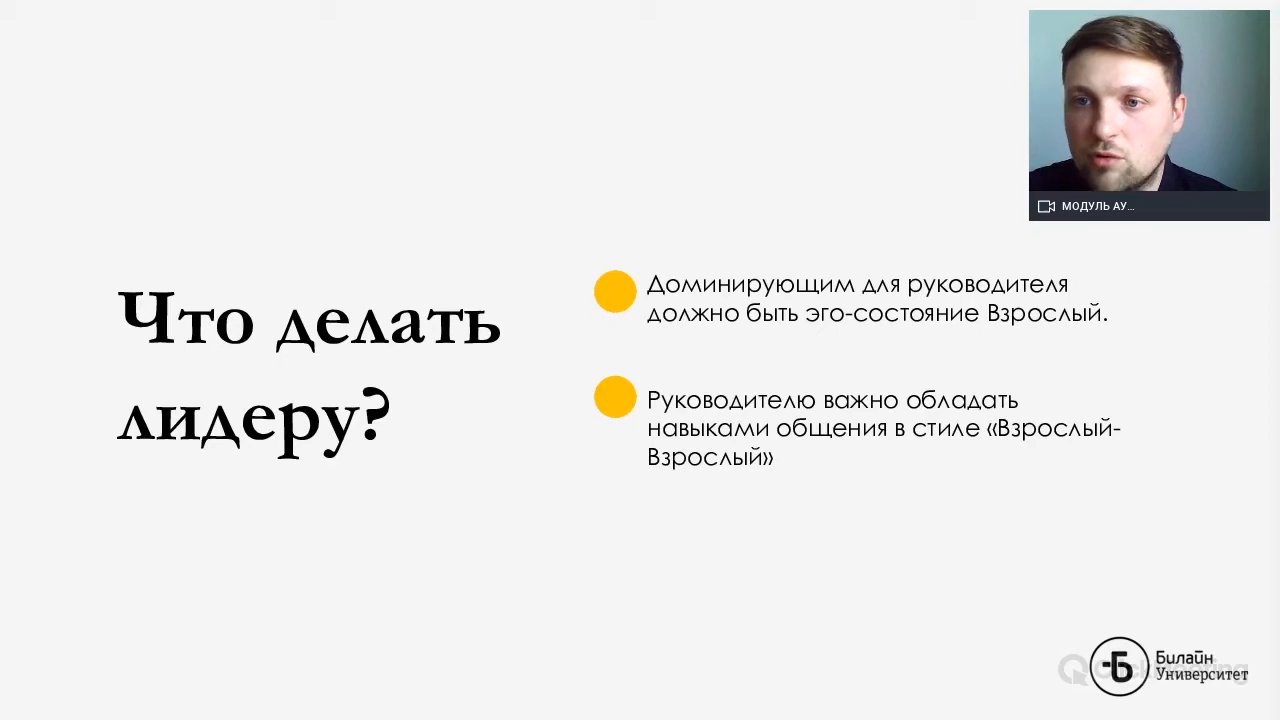 МОДУЛЬ АУ...
Что делать
лидеру?
Доминирующим для руководителя
должно быть эго-состояние Взрослый.
Руководителю важно обладать
навыками общения в стиле «Взрослый-
Взрослый»
Б
Билайн
Университет